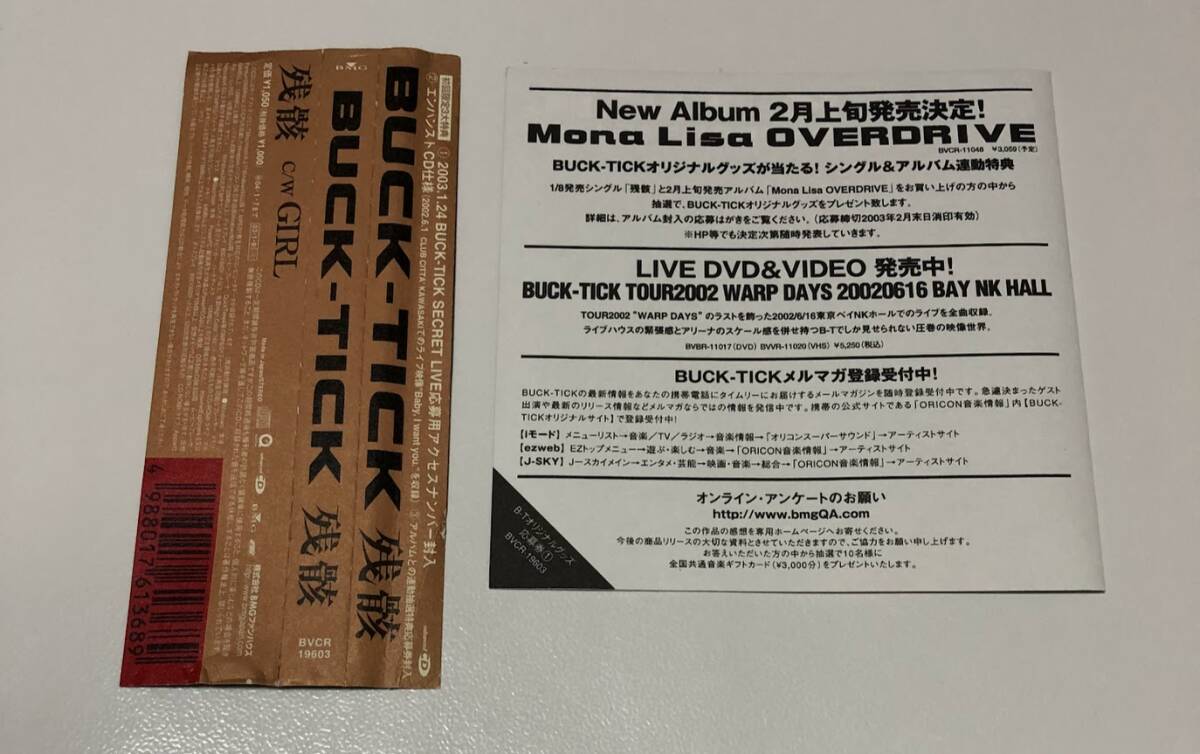 BMG
BUCK-TICK
残骸 c/w GIRL
定価¥1,050
初回限定3大特典 ① 2003.1.24 BUCK-TICK SECRET LIVE応募用アクセスナンバー封入
② エンハンストCD仕様(2002.6.1 CLUB CITTA' KAWASAKIでのライブ映像"Baby, I want you."を収録) ③ アルバムとの連動抽選特典応募券封入
BUCK-TICK 残骸
BUCK-TICK 残骸
BVCR
19603
enhanced CD
株式会社BMGファンハウス
4988017613689
New Album 2月上旬発売決定!
Mona Lisa OVERDRIVE
BVCR-11048 ¥3,059(予定)
BUCK-TICKオリジナルグッズが当たる! シングル&アルバム連動特典
1/8発売シングル「残骸」と2月上旬発売アルバム「Mona Lisa OVERDRIVE」をお買い上げの方の中から
抽選で、BUCK-TICKオリジナルグッズをプレゼント致します。
詳細は、アルバム封入の応募はがきをご覧ください。(応募締切2003年2月末日消印有効)
※HP等でも決定次第随時発表していきます。
LIVE DVD&VIDEO 発売中!
BUCK-TICK TOUR2002 WARP DAYS 20020616 BAY NK HALL
TOUR2002 "WARP DAYS" のラストを飾った2002/6/16東京ベイNKホールでのライブを全曲収録。
ライブハウスの緊張感とアリーナのスケール感を併せ持つB-Tでしか見せられない圧巻の映像世界。
BVBR-11017(DVD) BVVR-11020(VHS) ¥5,250(税込)
BUCK-TICKメルマガ登録受付中!
BUCK-TICKの最新情報をあなたの携帯電話にタイムリーにお届けするメールマガジンを随時登録受付中です。急遽決まったゲスト
出演や最新のリリース情報などメルマガならではの情報を発信中です。携帯の公式サイトである「ORICON音楽情報」内【BUCK-
TICKオリジナルサイト】で登録受付中!
【iモード】メニューリスト→音楽/TV/ラジオ→音楽情報→「オリコンスーパーサウンド」→アーティストサイト
【ezweb】EZトップメニュー→遊ぶ・楽しむ→音楽→「ORICON音楽情報」→アーティストサイト
【J-SKY】Jースカイメイン→エンタメ・芸能→映画・音楽→総合→「ORICON音楽情報」→アーティストサイト
オンライン・アンケートのお願い
http://www.bmgQA.com
この作品の感想を専用ホームページへお寄せください。
今後の商品リリースの大切な資料とさせていただきますので、ご協力をお願い申し上げます。
お答えいただいた方の中から抽選で10名様に
全国共通音楽ギフトカード(¥3,000分)をプレゼントいたします。
B-Tオリジナルグッズ
応募券①
BVCR-19603